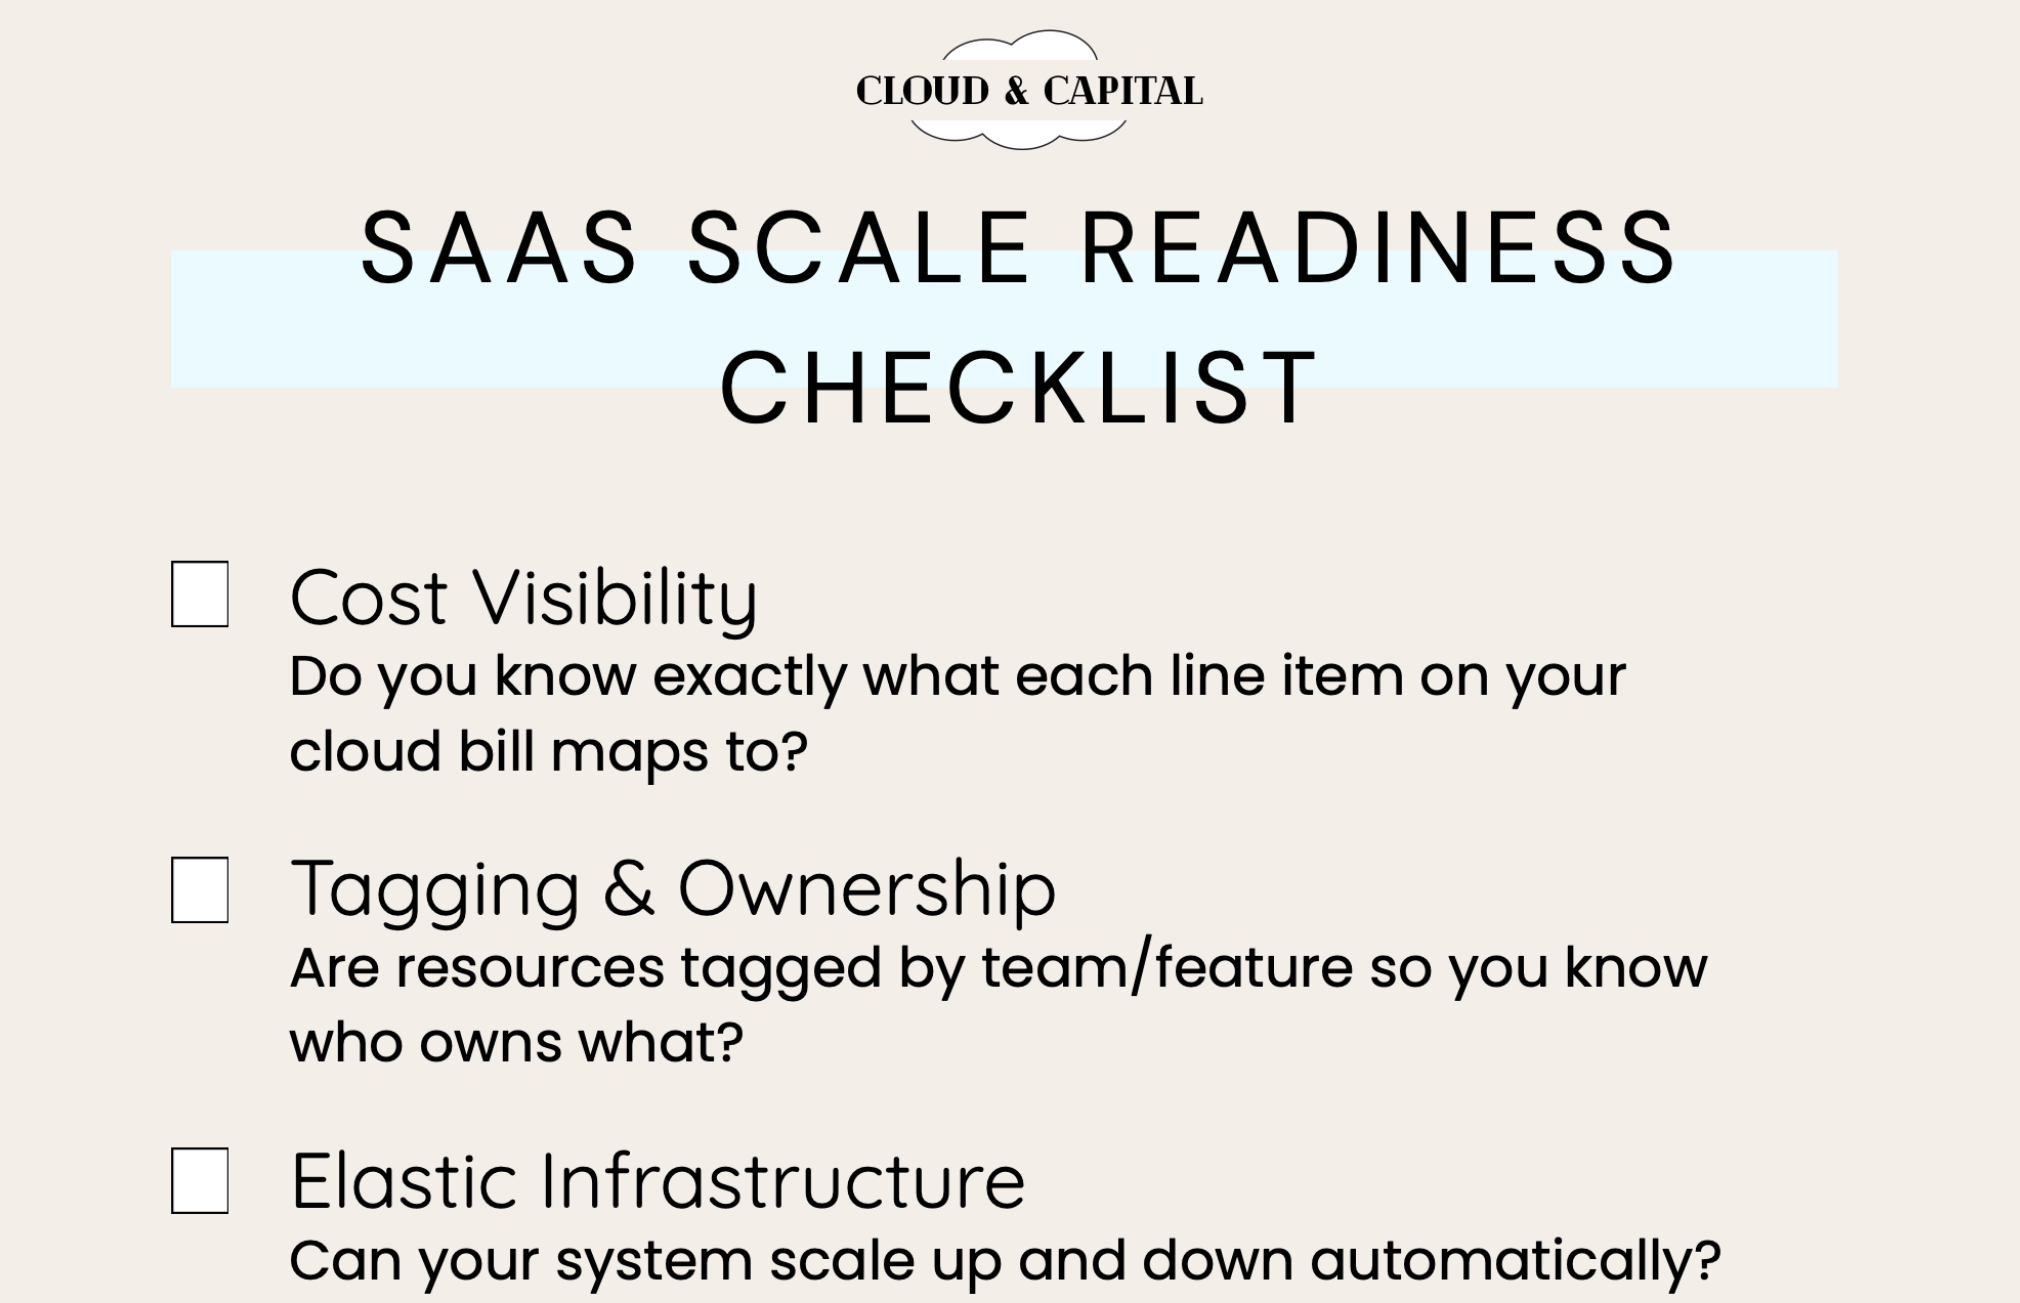 CLOUD & CAPITAL
SAAS SCALE READINESS
CHECKLIST
Cost Visibility
Do you know exactly what each line item on your
cloud bill maps to?
Tagging & Ownership
Are resources tagged by team/feature so you know
who owns what?
Elastic Infrastructure
Can your system scale up and down automatically?